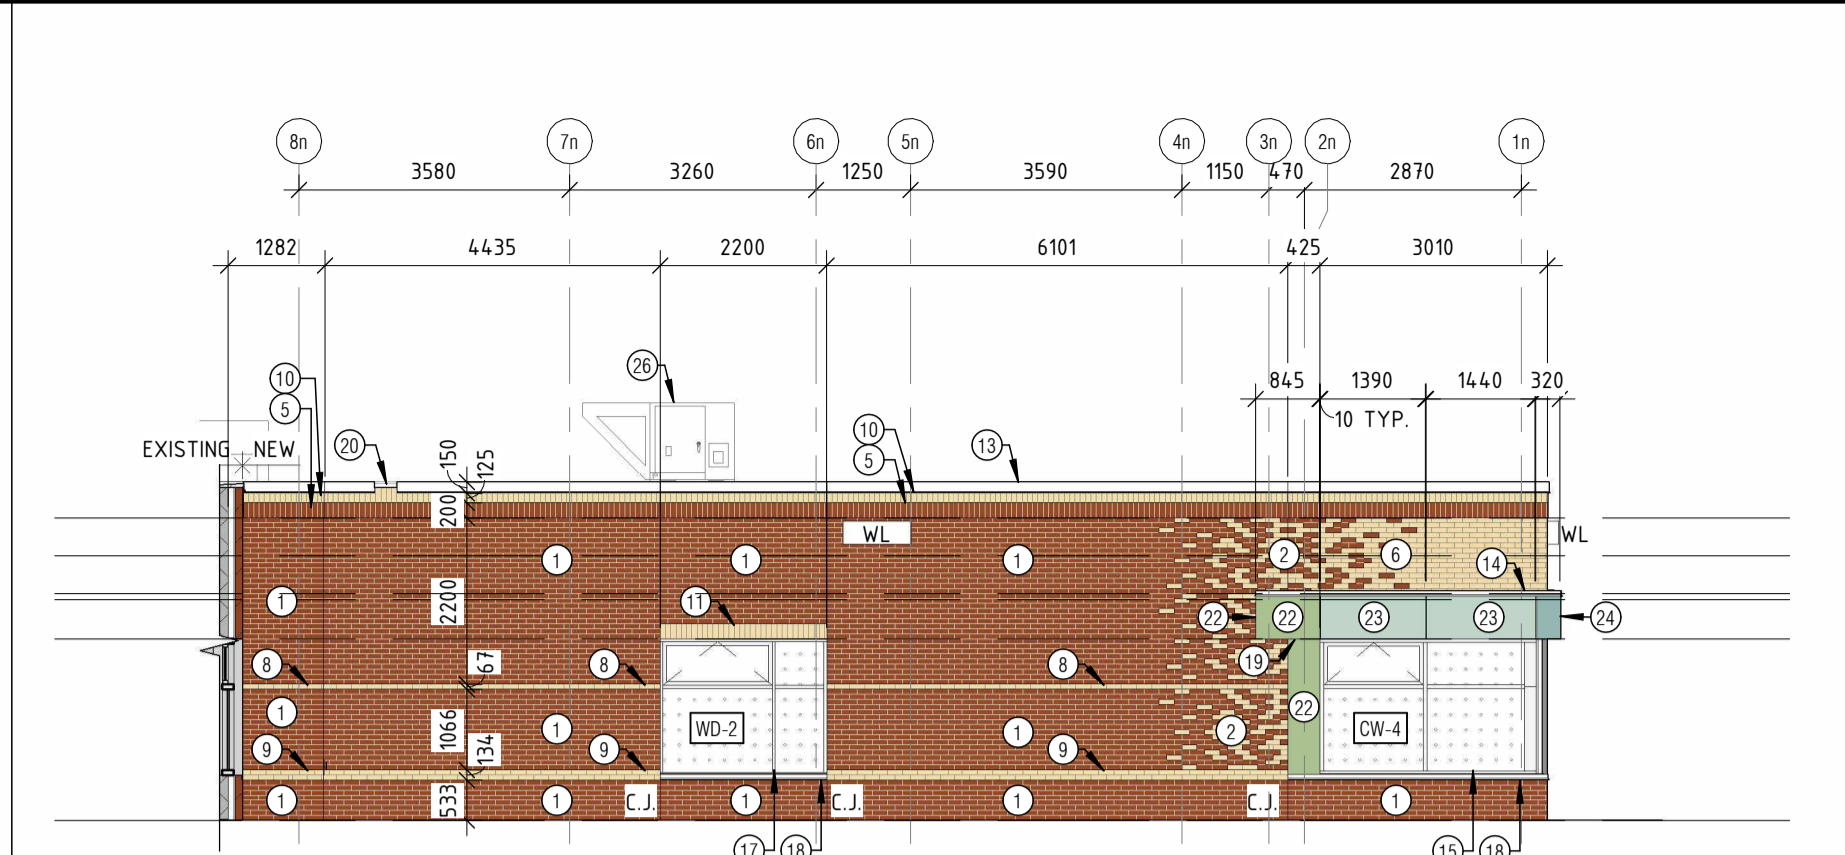 8n 7n 6n 5n 4n 3n 2n 1n
3580 3260 1250 3590 1150 470 2870
1282 4435 2200 6101 425 3010
26
10
845 1390 1440 320
5
10 TYP.
10
EXISTING NEW
20
150
125
13
5
200
WL
WL
1 1 1 2 6
14
1
11
2200
22 22 23 23 24
8
67
8
8
19
1
22
1066
1
WD-2
1
2
CW-4
9
134
9
9
533
1 1 C.J. 1 C.J. 1 C.J. 1
17 18 15 18